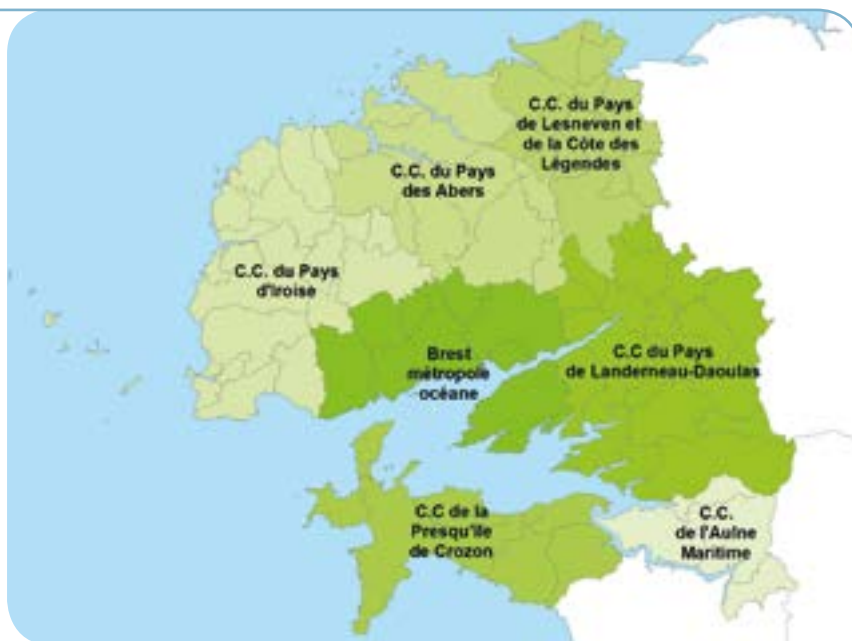 C.C. du Pays
de Lesneven et
de la Côte des
Légendes
C.C. du Pays
des Abers
C.C. du Pays
d'Iroise
Brest
métropole
océane
C.C du Pays
de Landerneau-Daoulas
C.C de la
Presqu'île
de Crozon
C.C.
de l'Aulne
Maritime